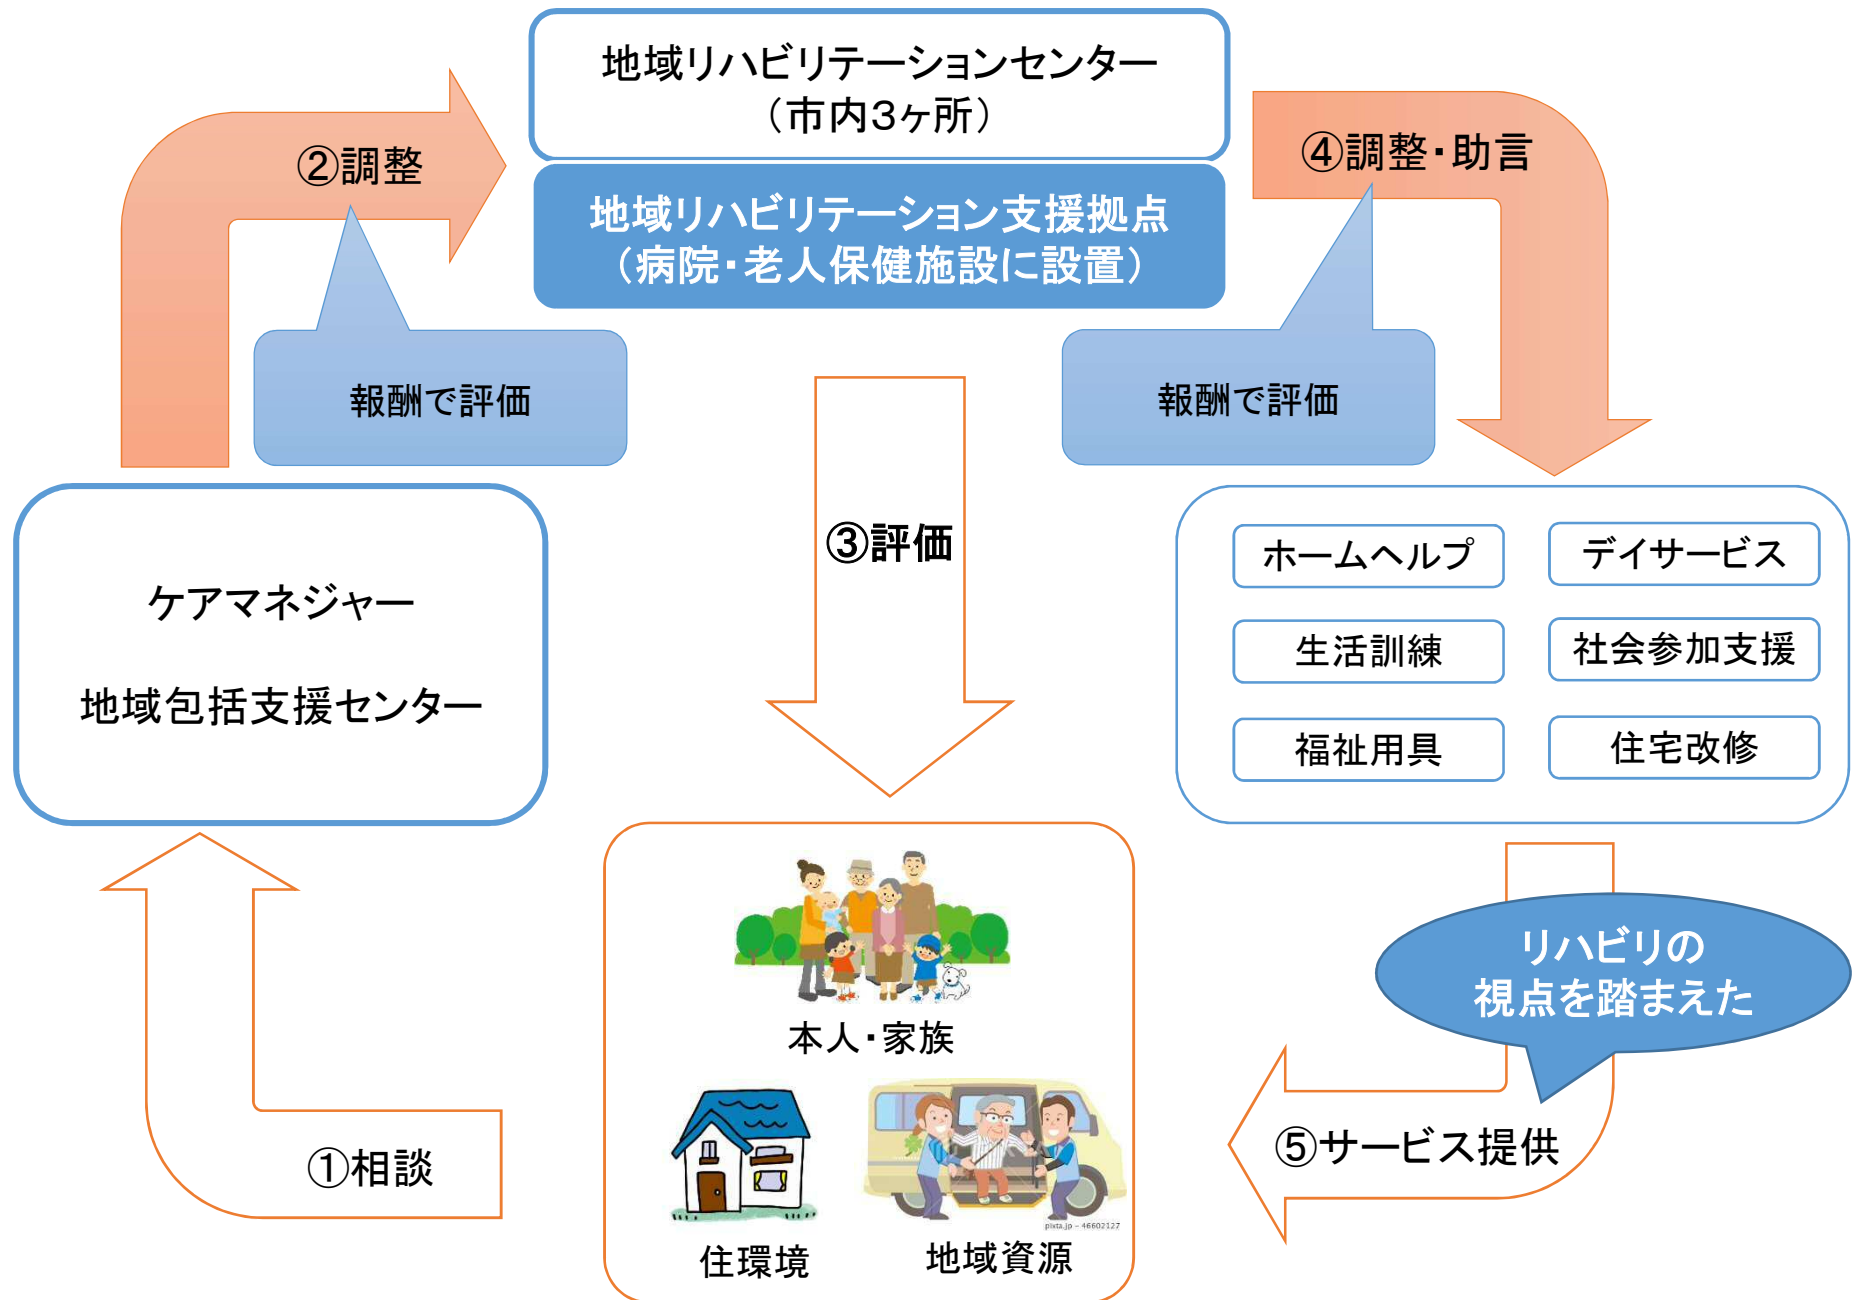 地域リハビリテーションセンター
（市内3ヶ所）
地域リハビリテーション支援拠点
（病院・老人保健施設に設置）
②調整
④調整・助言
報酬で評価
報酬で評価
③評価
ケアマネジャー
地域包括支援センター
ホームヘルプ
デイサービス
生活訓練
社会参加支援
福祉用具
住宅改修
リハビリの
視点を踏まえた
本人・家族
①相談
⑤サービス提供
pixta.jp - 46602127
住環境
地域資源